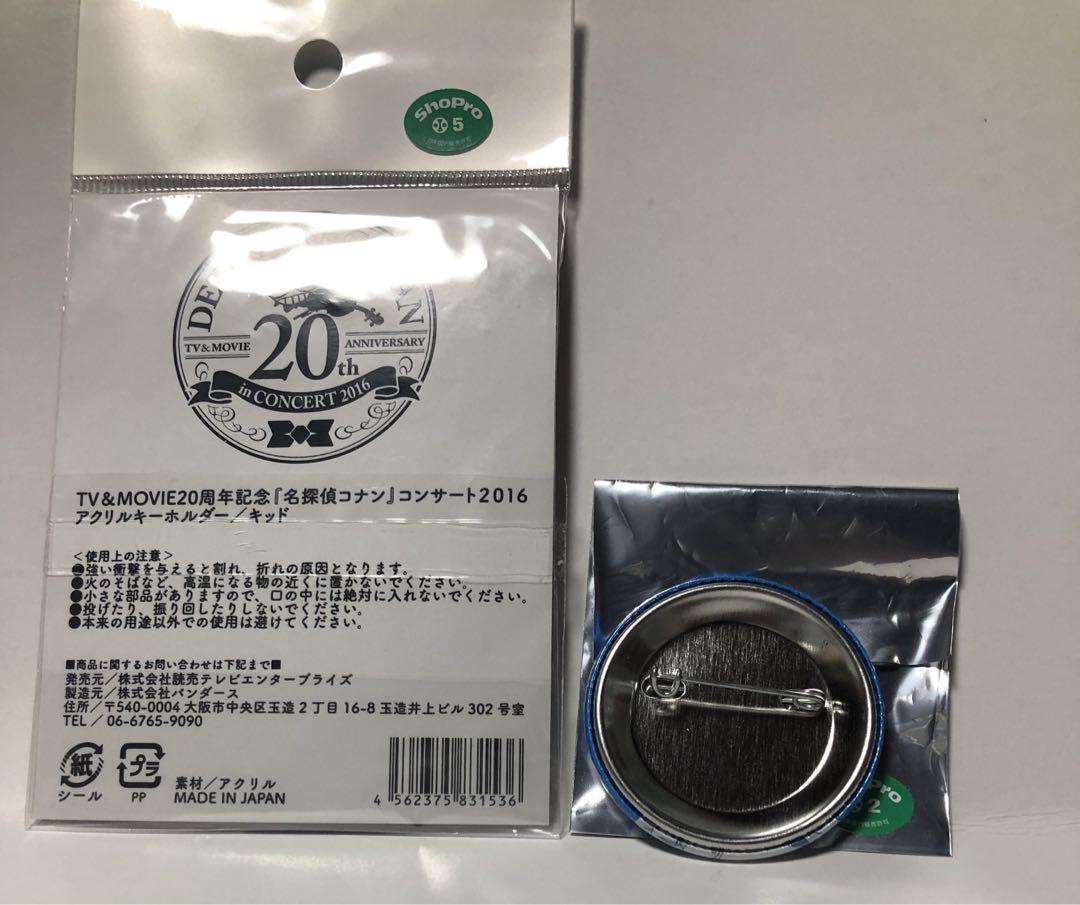 ShoPro
5
TV&MOVIE
20th
ANNIVERSARY
in CONCERT 2016
TV&MOVIE20周年記念『名探偵コナン』コンサート2016
アクリルキーホルダー／キッド
＜使用上の注意＞
●強い衝撃を与えると割れ、折れの原因となります。
●火のそばなど、高温になる物の近くに置かないでください。
●小さな部品がありますので、口の中には絶対に入れないでください。
●投げたり、振り回したりしないでください。
●本来の用途以外での使用は避けてください。
■商品に関するお問い合わせは下記まで■
発売元／株式会社読売テレビエンタープライズ
製造元／株式会社バンダース
住所／〒540-0004 大阪市中央区玉造2丁目16-8 玉造井上ビル 302号室
TEL／06-6765-9090
紙
シール
プラ
PP
素材／アクリル
MADE IN JAPAN
4 562375 831536